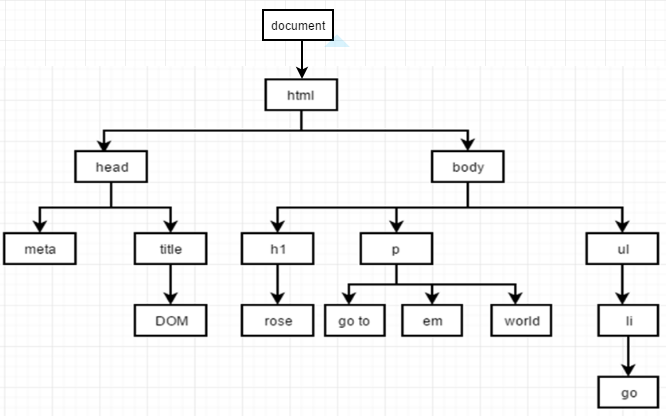 document
html
head
body
meta
title
h1
p
ul
DOM
rose
go to
em
world
li
go